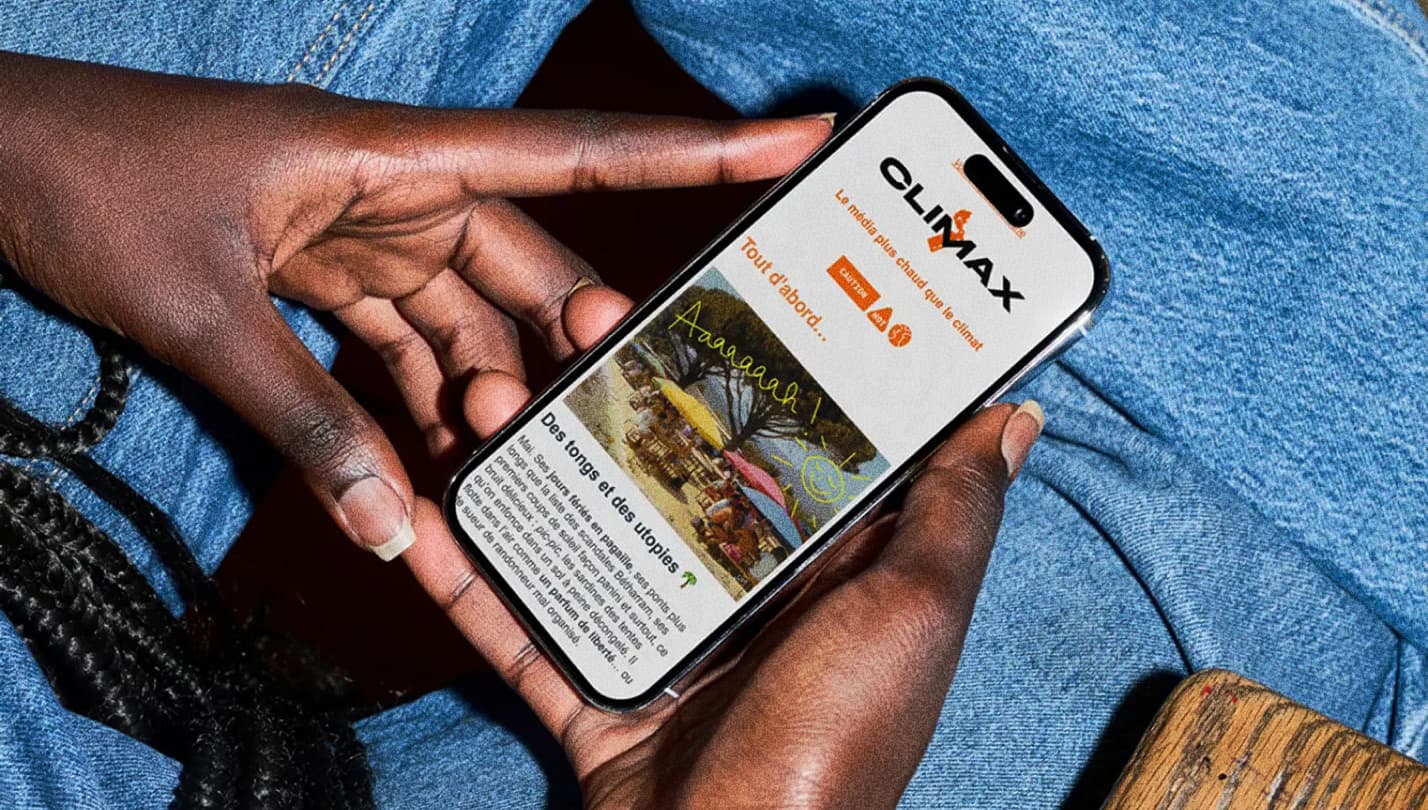 CLIMAX
Le média plus chaud que le climat
CAUTION
HOT
Tout d'abord...
Aaaaaaah !
Des tongs et des utopies
Mai. Ses jours fériés en pagaille, ses ponts plus
longs que la liste des scandales Bétharram, ses
premiers coups de soleil façon panini et surtout, ce
bruit délicieux : pic-pic, les sardines des tentes
qu'on enfonce dans un sol à peine décongelé. Il
flotte dans l'air comme un parfum de liberté... ou
de sueur de randonneur mal organisé.